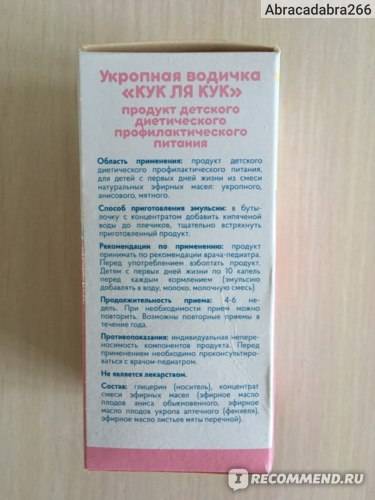 Abracadabra266
Укропная водичка
«КУК ЛЯ КУК»
продукт детского
диетического
профилактического
питания
Область применения: продукт детского
диетического профилактического питания,
для детей с первых дней жизни из смеси
натуральных эфирных масел: укропного,
анисового, мятного.
Способ приготовления эмульсии: в буты-
лочку с концентратом добавить кипяченой
воды до плечиков, тщательно встряхнуть
приготовленный продукт.
Рекомендации по применению: продукт
принимать по рекомендации врача-педиатра.
Перед употреблением взболтать продукт.
Детям с первых дней жизни по 10 капель
перед каждым кормлением (эмульсию
добавлять в воду, молоко, молочную смесь)
Продолжительность приема: 4-6 не-
дель. При необходимости прием можно
повторить. Возможны повторные приемы в
течение года.
Противопоказания: индивидуальная непере-
носимость компонентов продукта. Перед
применением необходимо проконсультиро-
ваться с врачом-педиатром.
Не является лекарством.
Состав: глицерин (носитель), концентрат
смеси эфирных масел (эфирное масло
плодов аниса обыкновенного, эфирное
масло плодов укропа аптечного (фенхеля),
эфирное масло листьев мяты перечной).
IRECOMMEND.RU